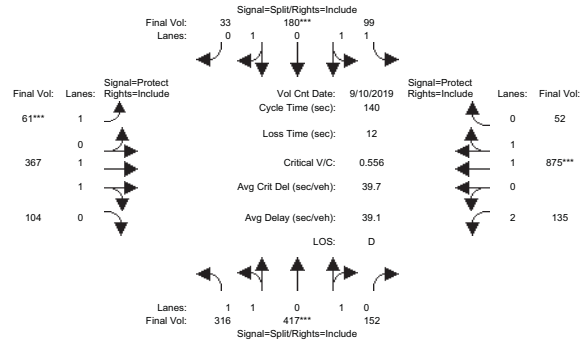 Signal=Split/Rights=Include
Final Vol: 33 180*** 99
Lanes: 0 1 0 1 1
Signal=Protect
Final Vol: Lanes: Rights=Include
Vol Cnt Date: 9/10/2019
Signal=Protect
Rights=Include Lanes: Final Vol:
Cycle Time (sec): 140
61*** 1
0 52
Loss Time (sec): 12
0
1
367 1
Critical V/C: 0.556
1 875***
1
Avg Crit Del (sec/veh): 39.7
0
104 0
Avg Delay (sec/veh): 39.1
2 135
LOS: D
Lanes: 1 1 0 1 0
Final Vol: 316 417*** 152
Signal=Split/Rights=Include